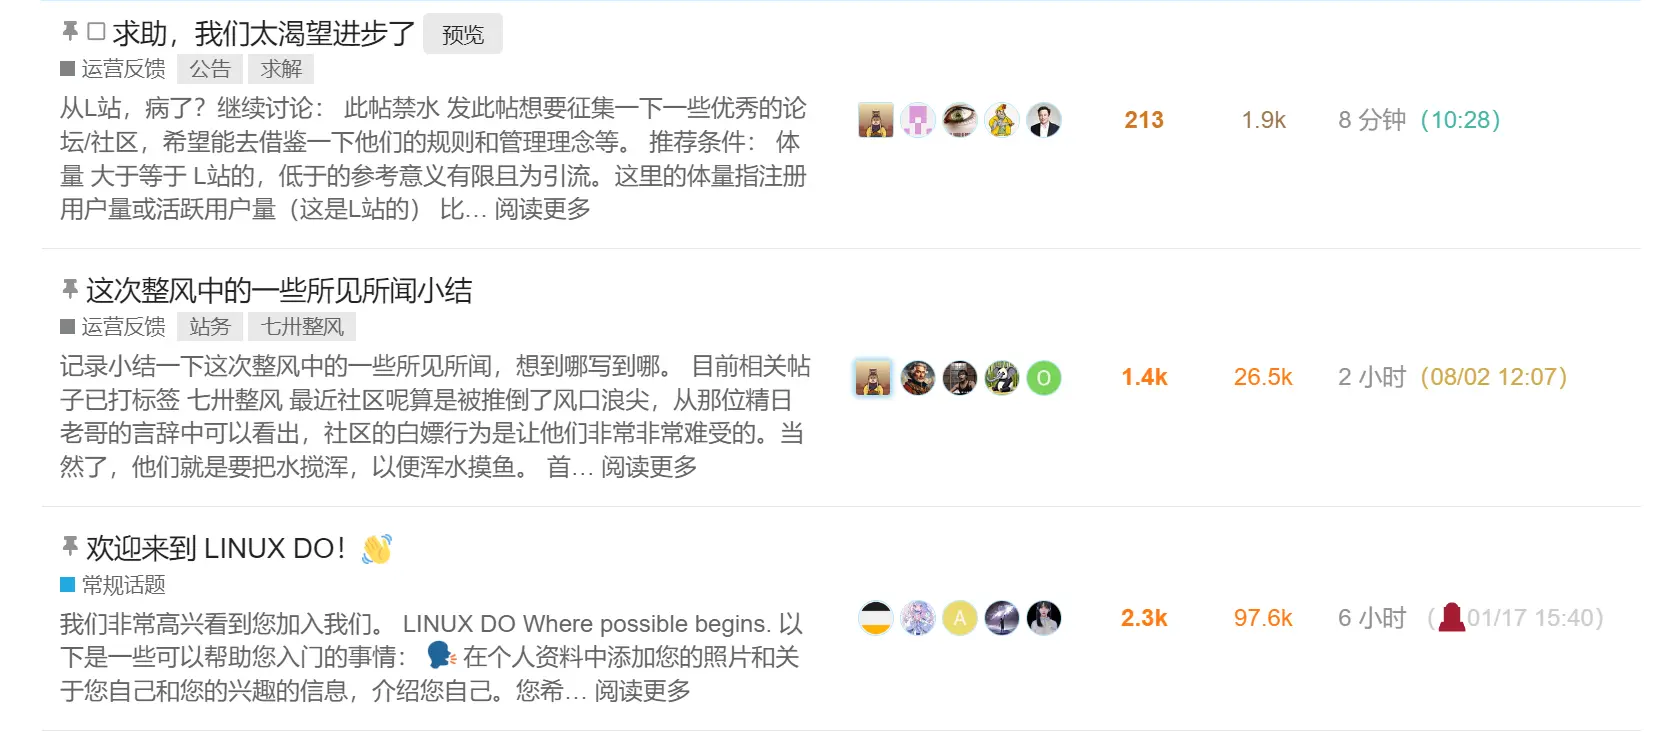 求助，我们太渴望进步了 预览
运营反馈 公告 求解
从L站，病了？继续讨论： 此帖禁水 发此帖想要征集一下一些优秀的论
坛/社区，希望能去借鉴一下他们的规则和管理理念等。 推荐条件： 体
量 大于等于 L站的，低于的参考意义有限且为引流。这里的体量指注册
用户量或活跃用户量（这是L站的） 比… 阅读更多
213 1.9k 8 分钟 (10:28)
这次整风中的一些所见所闻小结
运营反馈 站务 七卅整风
记录小结一下这次整风中的一些所见所闻，想到哪写到哪。 目前相关帖
子已打标签 七卅整风 最近社区呢算是被推倒了风口浪尖，从那位精日
老哥的言辞中可以看出，社区的白嫖行为是让他们非常非常难受的。当
然了，他们就是要把水搅浑，以便浑水摸鱼。 首… 阅读更多
O
1.4k 26.5k 2 小时 (08/02 12:07)
欢迎来到 LINUX DO！👋
常规话题
我们非常高兴看到您加入我们。 LINUX DO Where possible begins. 以
下是一些可以帮助您入门的事情： 🗣 在个人资料中添加您的照片和关
于您自己和您的兴趣的信息，介绍您自己。您希… 阅读更多
A
2.3k 97.6k 6 小时 (01/17 15:40)